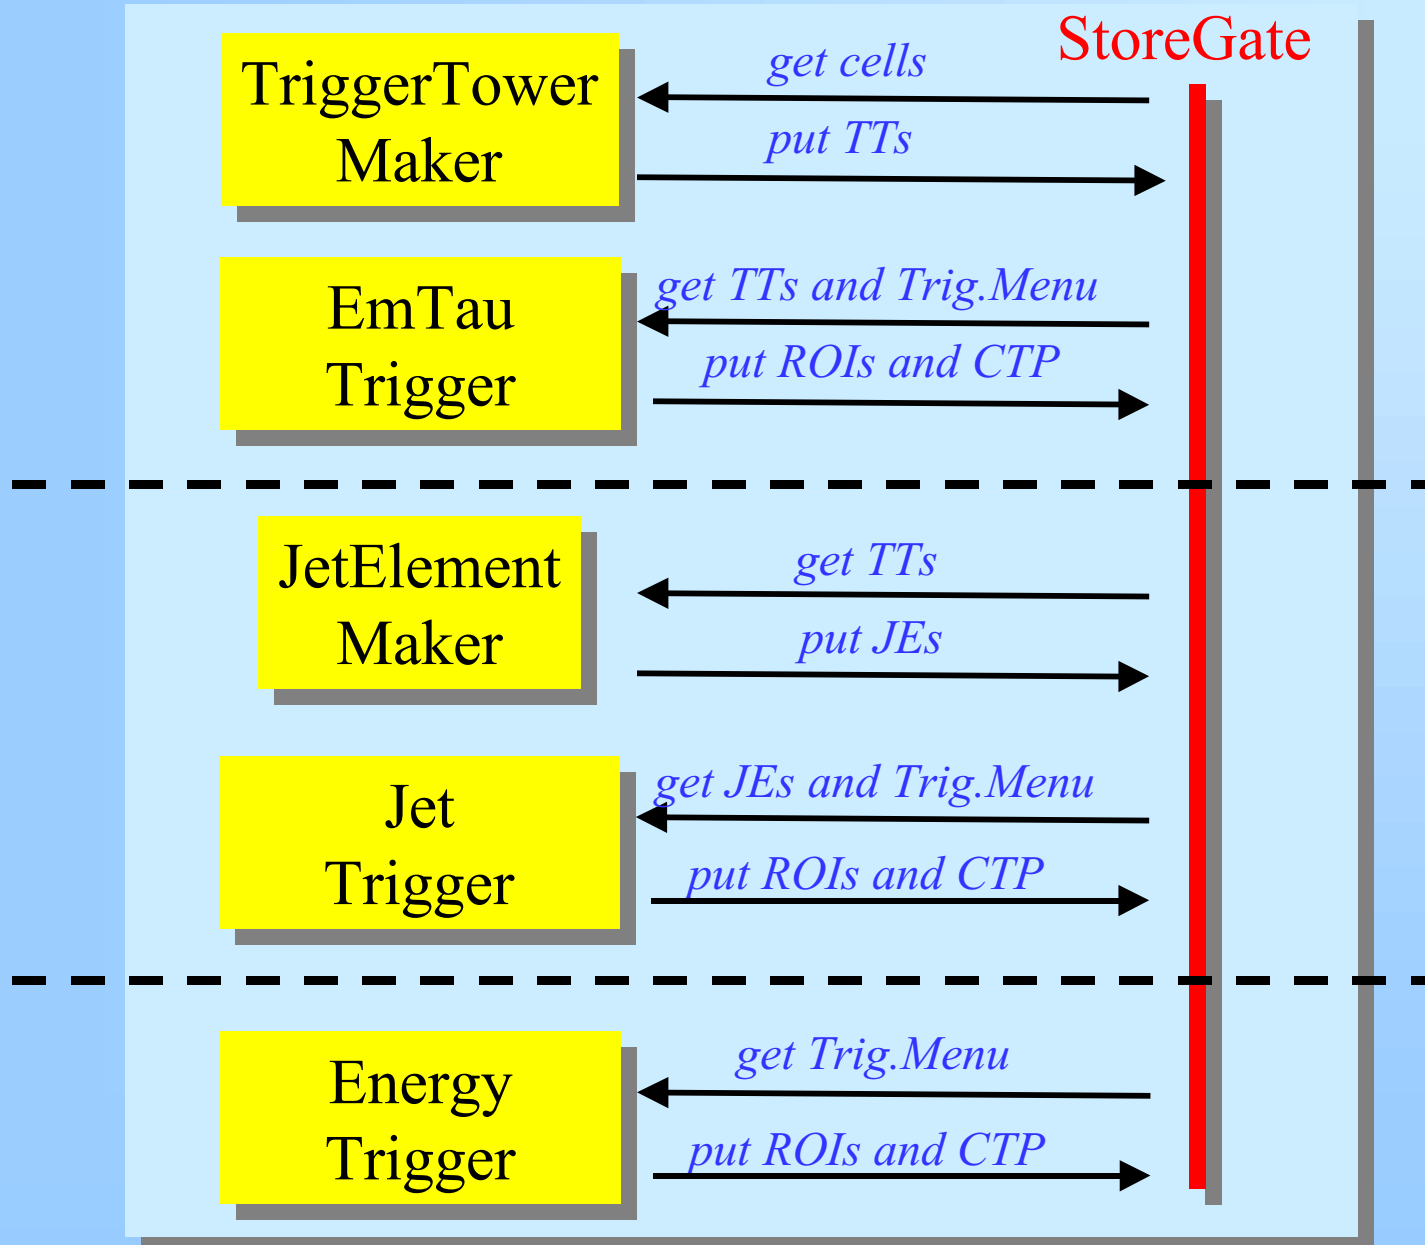 StoreGate
TriggerTower
Maker
get cells
put TTs
EmTau
Trigger
get TTs and Trig.Menu
put ROIs and CTP
JetElement
Maker
get TTs
put JEs
Jet
Trigger
get JEs and Trig.Menu
put ROIs and CTP
Energy
Trigger
get Trig.Menu
put ROIs and CTP